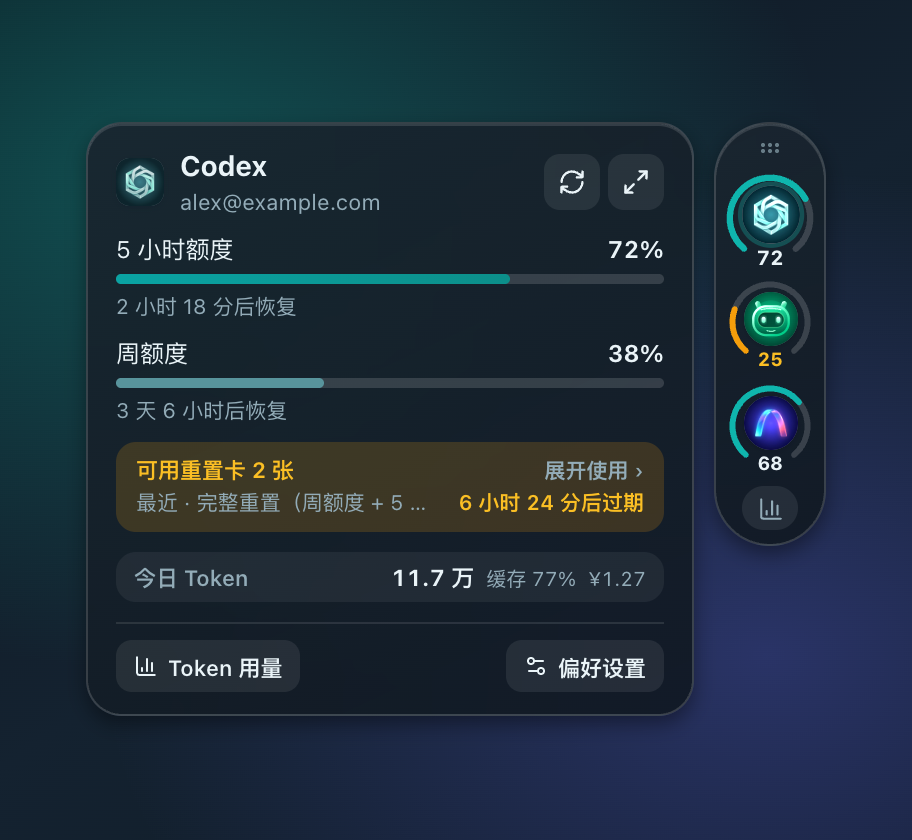 Codex
alex@example.com
5 小时额度 72%
2 小时 18 分后恢复
周额度 38%
3 天 6 小时后恢复
可用重置卡 2 张 展开使用 ›
最近 · 完整重置（周额度 + 5 ... 6 小时 24 分后过期
今日 Token 11.7 万 缓存 77% ¥1.27
Token 用量 偏好设置
72
25
68